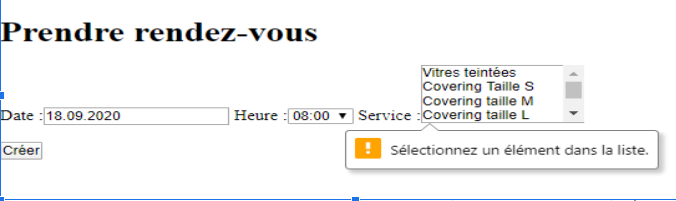 Prendre rendez-vous
Vitres teintées
Covering Taille S
Covering taille M
Covering taille L
Date : 18.09.2020 Heure : 08:00 Service :
Sélectionnez un élément dans la liste.
Créer